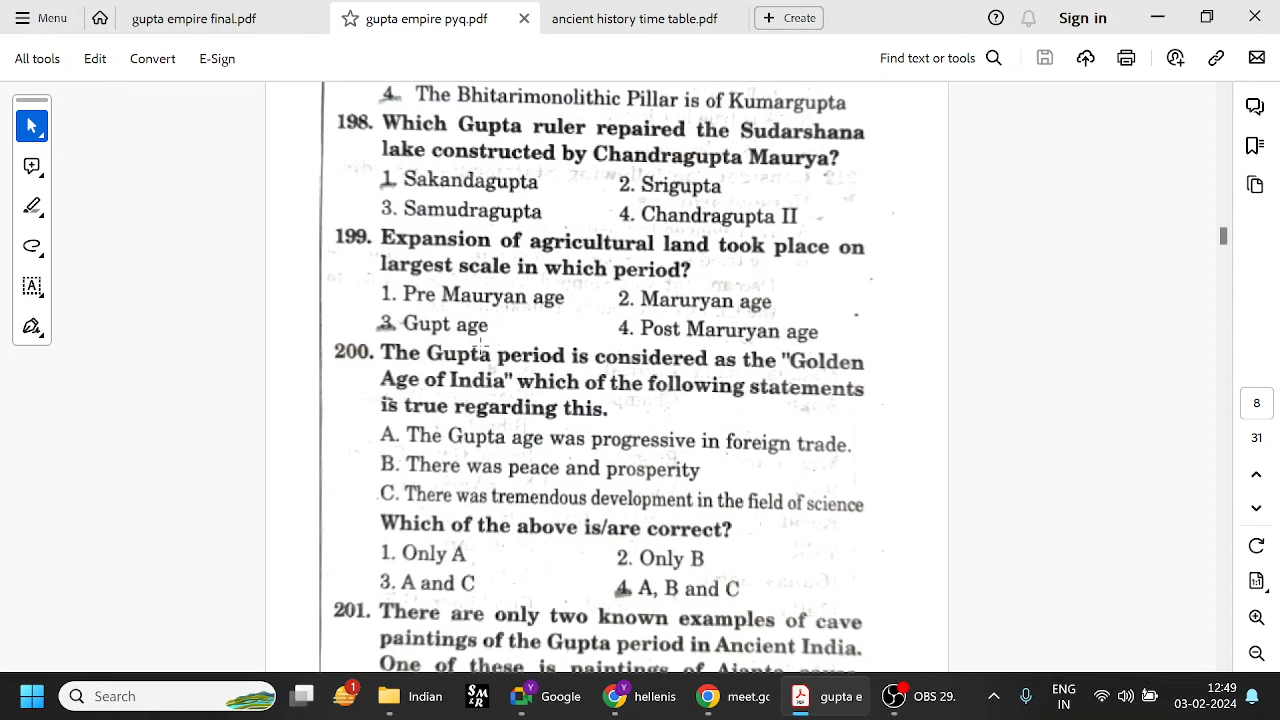 Menu
gupta empire final.pdf
gupta empire pyq.pdf
ancient history time table.pdf
Create
Sign in
All tools
Edit
Convert
E-Sign
Find text or tools
4. The Bhitarimonolithic Pillar is of Kumargupta
198. Which Gupta ruler repaired the Sudarshana
lake constructed by Chandragupta Maurya?
1. Sakandagupta 2. Srigupta
3. Samudragupta 4. Chandragupta II
199. Expansion of agricultural land took place on
largest scale in which period?
1. Pre Mauryan age 2. Maruryan age
3. Gupt age 4. Post Maruryan age
200. The Gupta period is considered as the "Golden
Age of India" which of the following statements
is true regarding this.
A. The Gupta age was progressive in foreign trade.
B. There was peace and prosperity
C. There was tremendous development in the field of science
Which of the above is/are correct?
1. Only A 2. Only B
3. A and C 4. A, B and C
201. There are only two known examples of cave
paintings of the Gupta period in Ancient India.
One of these is paintings of Ajanta
8
31
Search
1
Indian
Google
hellenis
meet.gc
gupta e
OBS 29
ENG
IN
12:49